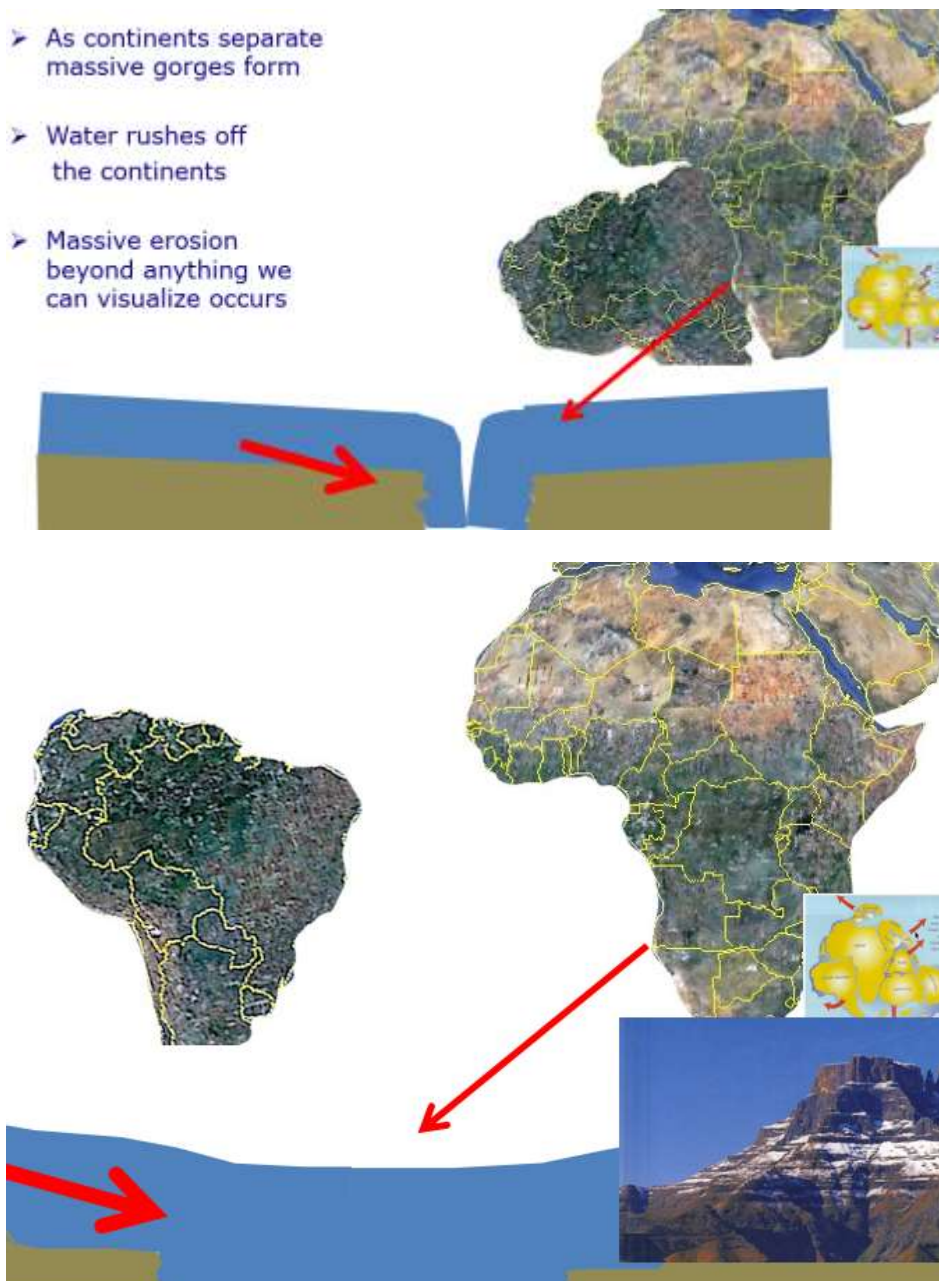 ➢ As continents separate
massive gorges form
➢ Water rushes off
the continents
➢ Massive erosion
beyond anything we
can visualize occurs